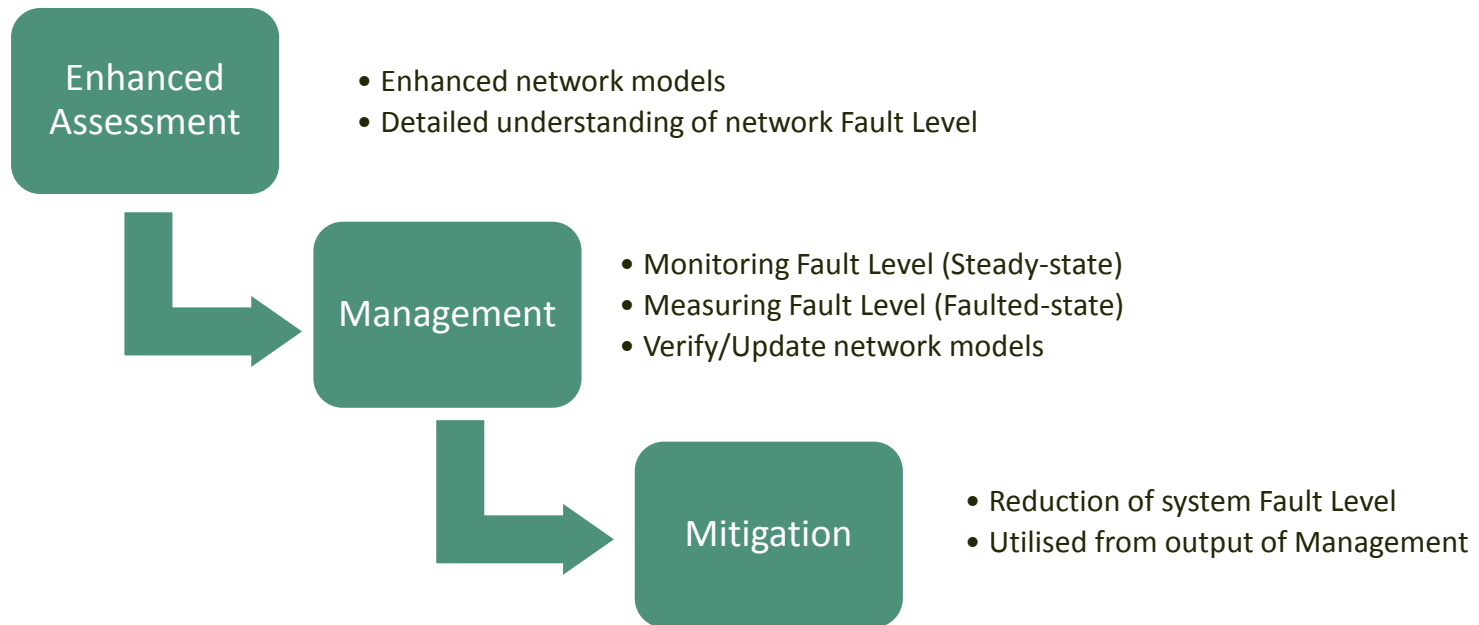 Enhanced
Assessment
• Enhanced network models
• Detailed understanding of network Fault Level
Management
• Monitoring Fault Level (Steady-state)
• Measuring Fault Level (Faulted-state)
• Verify/Update network models
Mitigation
• Reduction of system Fault Level
• Utilised from output of Management